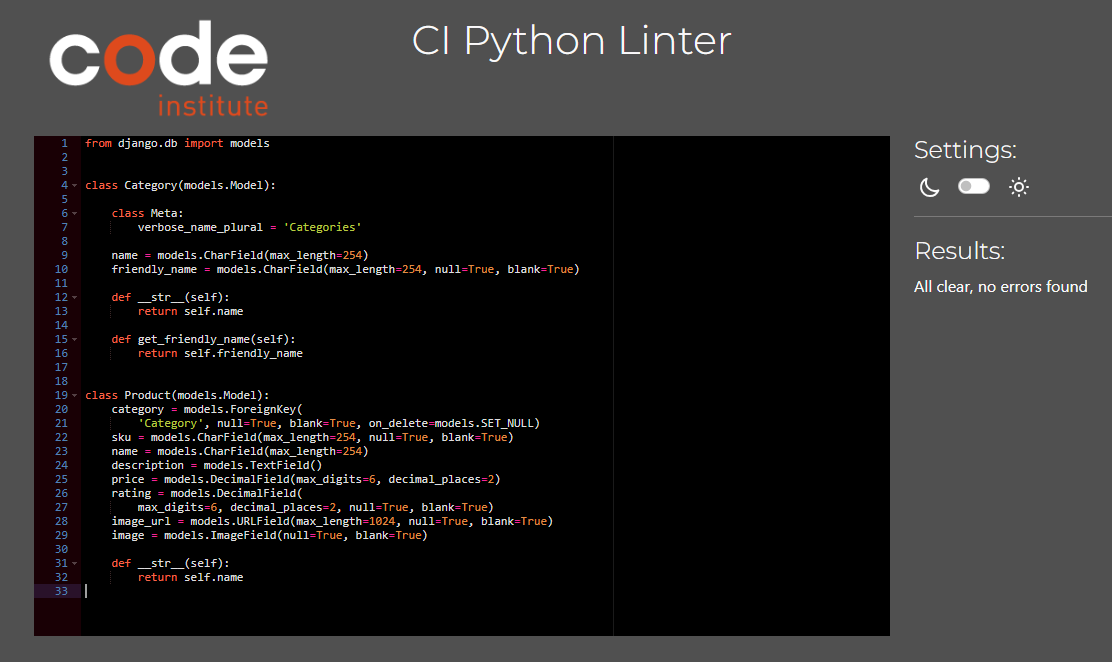 code
institute
CI Python Linter
1 from django.db import models
2
3
4 class Category(models.Model):
5
6     class Meta:
7         verbose_name_plural = 'Categories'
8
9     name = models.CharField(max_length=254)
10     friendly_name = models.CharField(max_length=254, null=True, blank=True)
11
12     def __str__(self):
13         return self.name
14
15     def get_friendly_name(self):
16         return self.friendly_name
17
18
19 class Product(models.Model):
20     category = models.ForeignKey(
21         'Category', null=True, blank=True, on_delete=models.SET_NULL)
22     sku = models.CharField(max_length=254, null=True, blank=True)
23     name = models.CharField(max_length=254)
24     description = models.TextField()
25     price = models.DecimalField(max_digits=6, decimal_places=2)
26     rating = models.DecimalField(
27         max_digits=6, decimal_places=2, null=True, blank=True)
28     image_url = models.URLField(max_length=1024, null=True, blank=True)
29     image = models.ImageField(null=True, blank=True)
30
31     def __str__(self):
32         return self.name
33
Settings:
Results:
All clear, no errors found